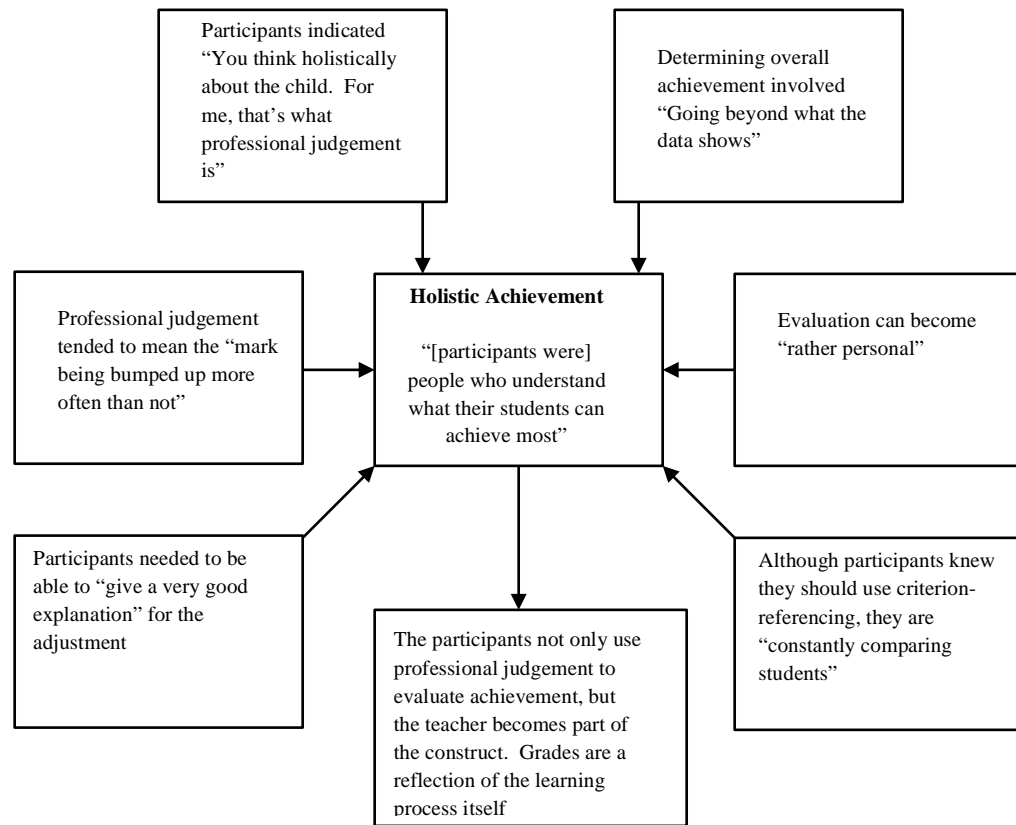 Participants indicated
“You think holistically
about the child.  For
me, that’s what
professional judgement
is”
Determining overall
achievement involved
“Going beyond what the
data shows”
Professional judgement
tended to mean the “mark
being bumped up more
often than not”
Holistic Achievement
“[participants were]
people who understand
what their students can
achieve most”
Evaluation can become
“rather personal”
Participants needed to be
able to “give a very good
explanation” for the
adjustment
The participants not only use
professional judgement to
evaluate achievement, but
the teacher becomes part of
the construct.  Grades are a
reflection of the learning
process itself
Although participants knew
they should use criterion-
referencing, they are
“constantly comparing
students”